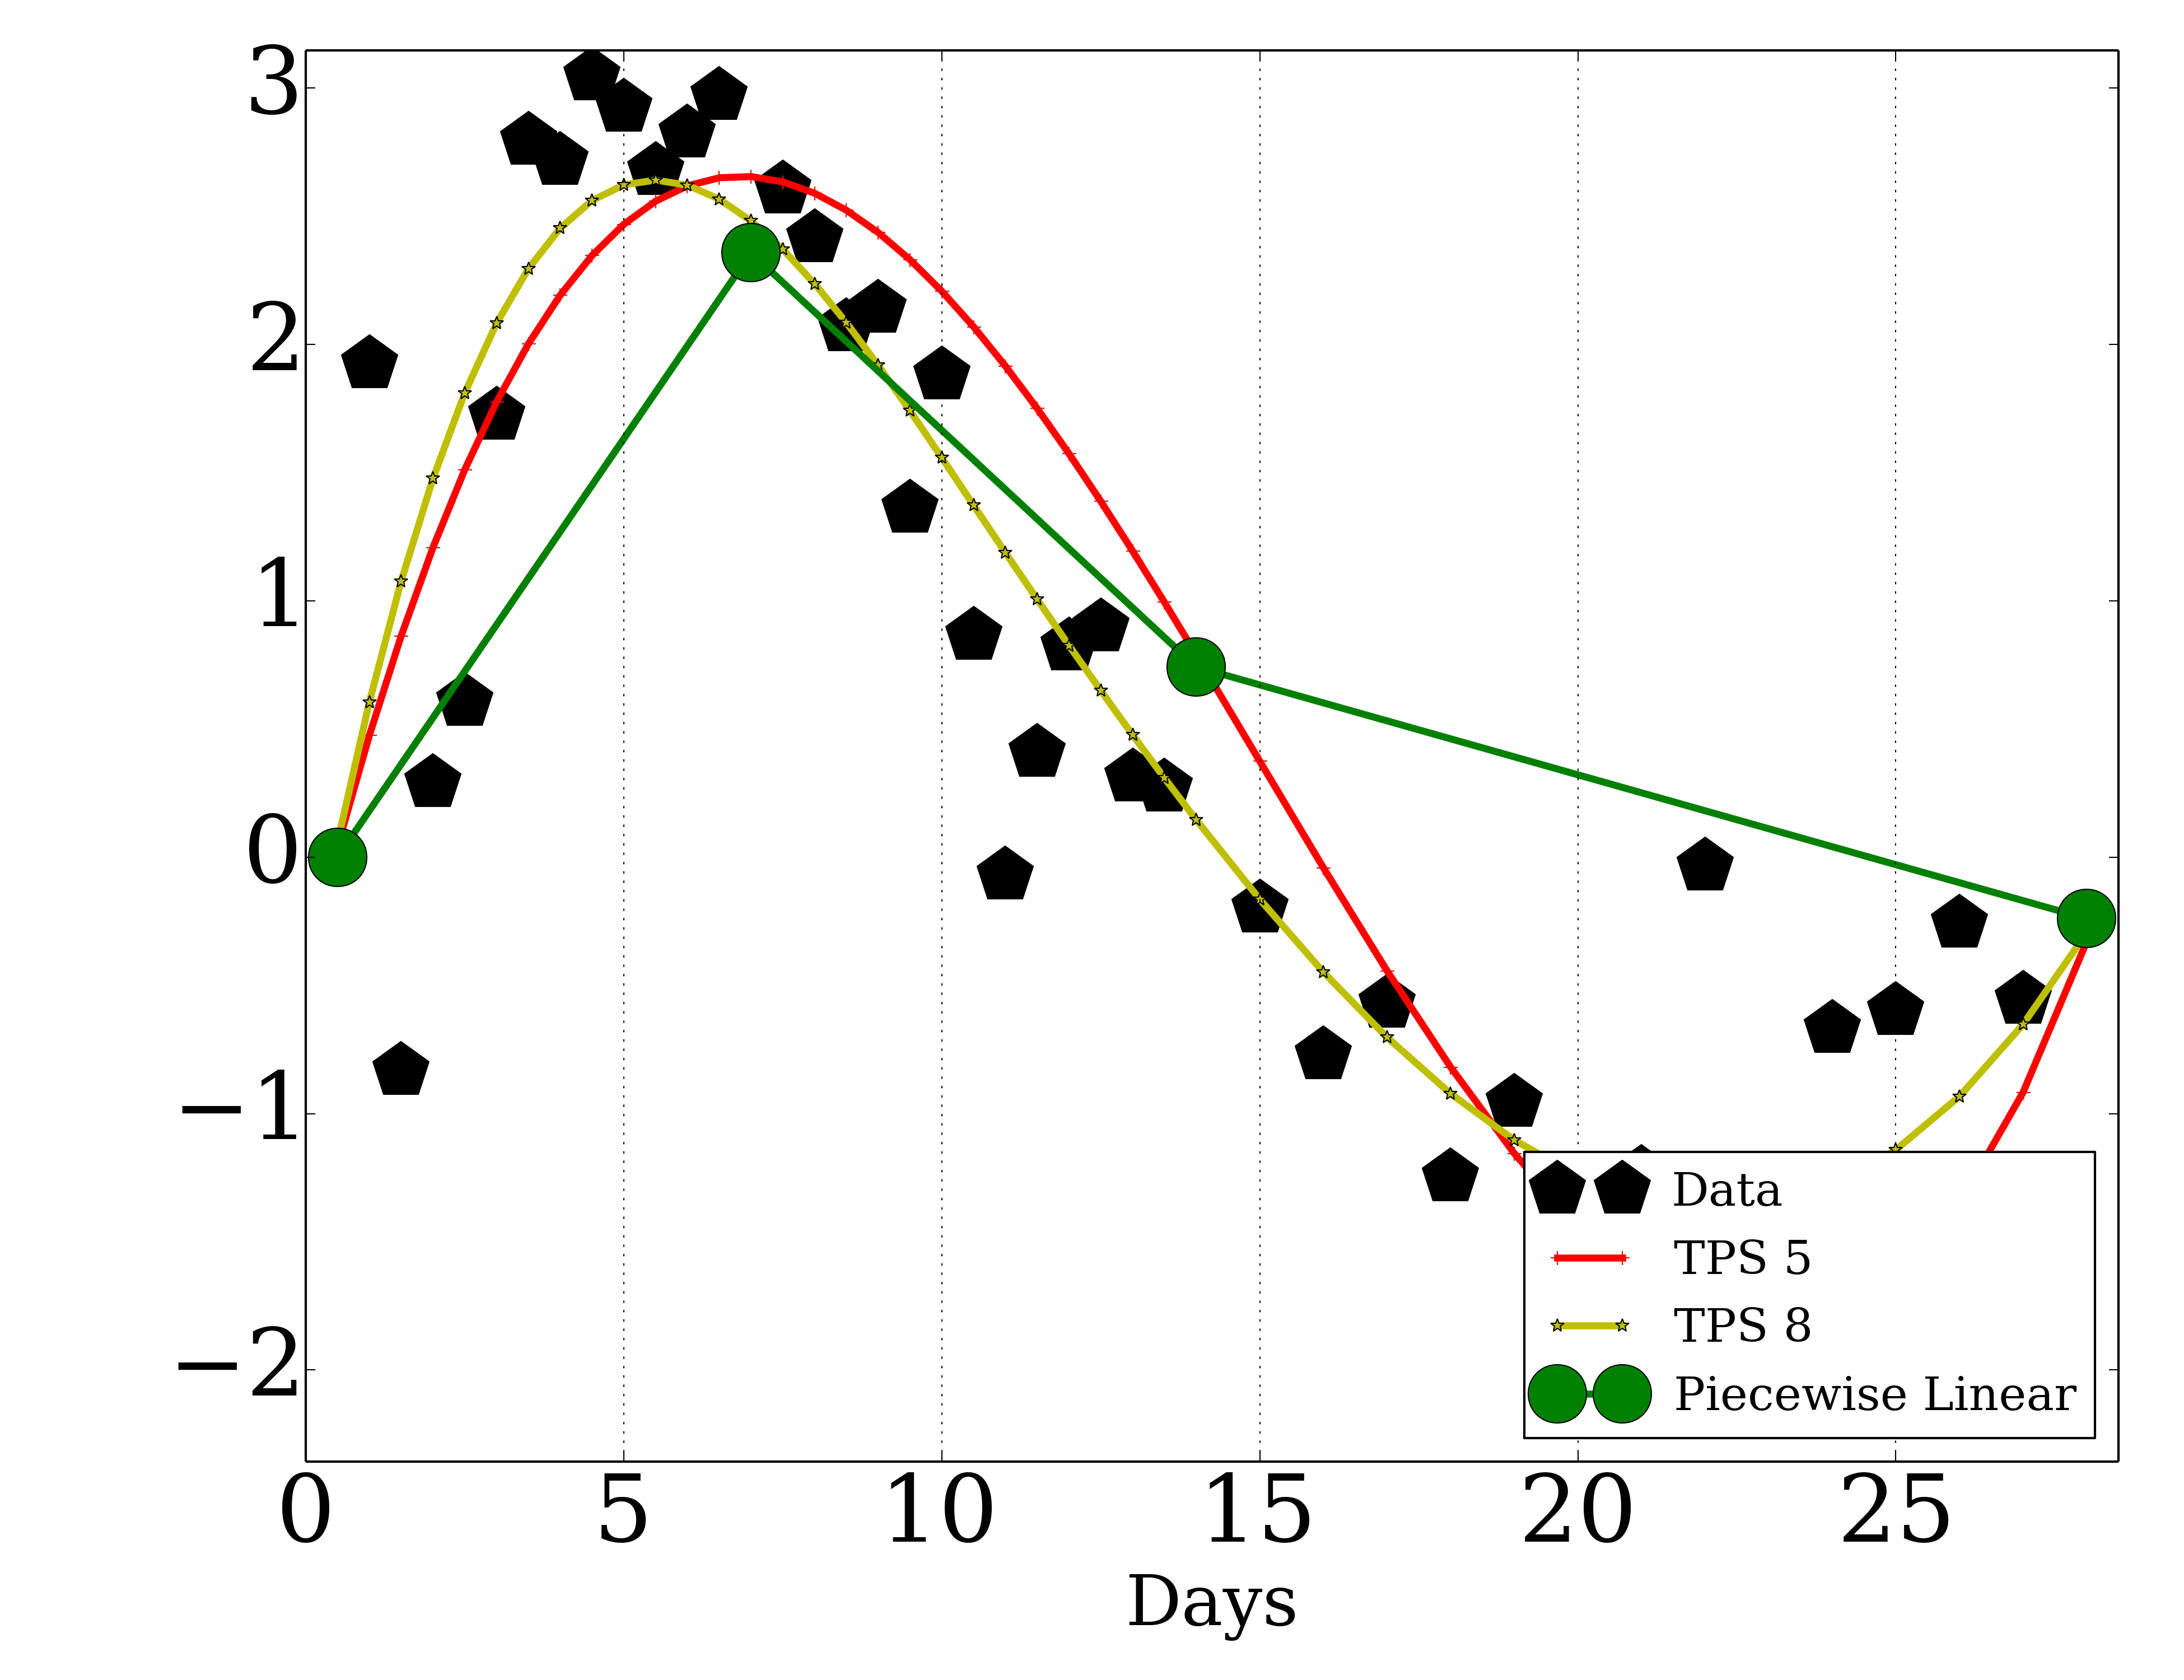 3
2
1
0
−1
−2
Data
TPS 5
TPS 8
Piecewise Linear
0 5 10 15 20 25
Days